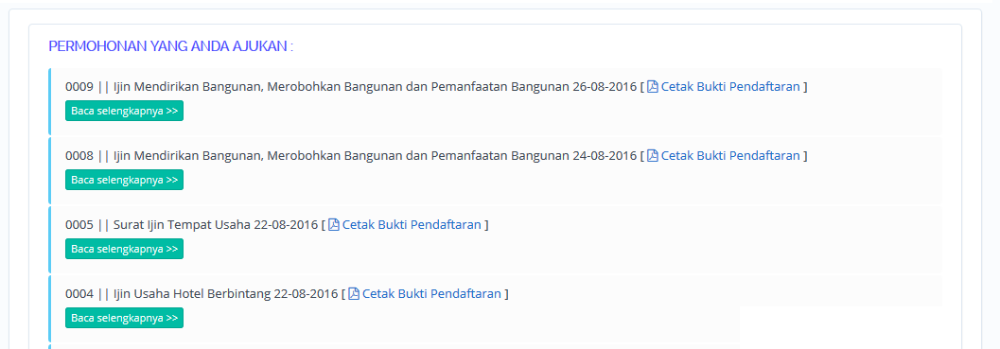 PERMOHONAN YANG ANDA AJUKAN :
0009 || Ijin Mendirikan Bangunan, Merobohkan Bangunan dan Pemanfaatan Bangunan 26-08-2016 [ Cetak Bukti Pendaftaran ]
Baca selengkapnya >>
0008 || Ijin Mendirikan Bangunan, Merobohkan Bangunan dan Pemanfaatan Bangunan 24-08-2016 [ Cetak Bukti Pendaftaran ]
Baca selengkapnya >>
0005 || Surat Ijin Tempat Usaha 22-08-2016 [ Cetak Bukti Pendaftaran ]
Baca selengkapnya >>
0004 || Ijin Usaha Hotel Berbintang 22-08-2016 [ Cetak Bukti Pendaftaran ]
Baca selengkapnya >>